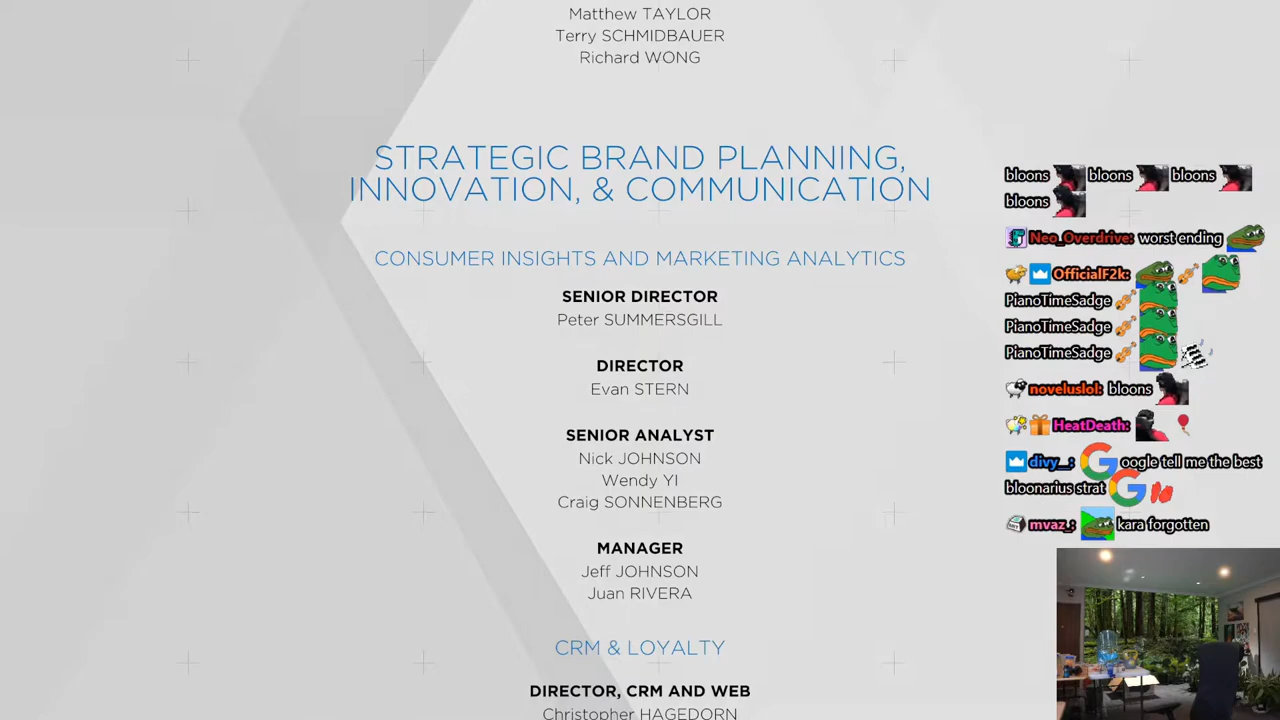 Matthew TAYLOR
Terry SCHMIDBAUER
Richard WONG
STRATEGIC BRAND PLANNING,
INNOVATION, & COMMUNICATION
CONSUMER INSIGHTS AND MARKETING ANALYTICS
SENIOR DIRECTOR
Peter SUMMERSGILL
DIRECTOR
Evan STERN
SENIOR ANALYST
Nick JOHNSON
Wendy YI
Craig SONNENBERG
MANAGER
Jeff JOHNSON
Juan RIVERA
CRM & LOYALTY
DIRECTOR, CRM AND WEB
Christopher HAGEDORN
bloons bloons bloons
bloons
Neo_Overdrive: worst ending
OfficialF2k:
PianoTimeSadge
PianoTimeSadge
PianoTimeSadge
noveluslol: bloons
HeatDeath:
divy__: Google tell me the best
bloonarius strat G
mvaz_: kara forgotten